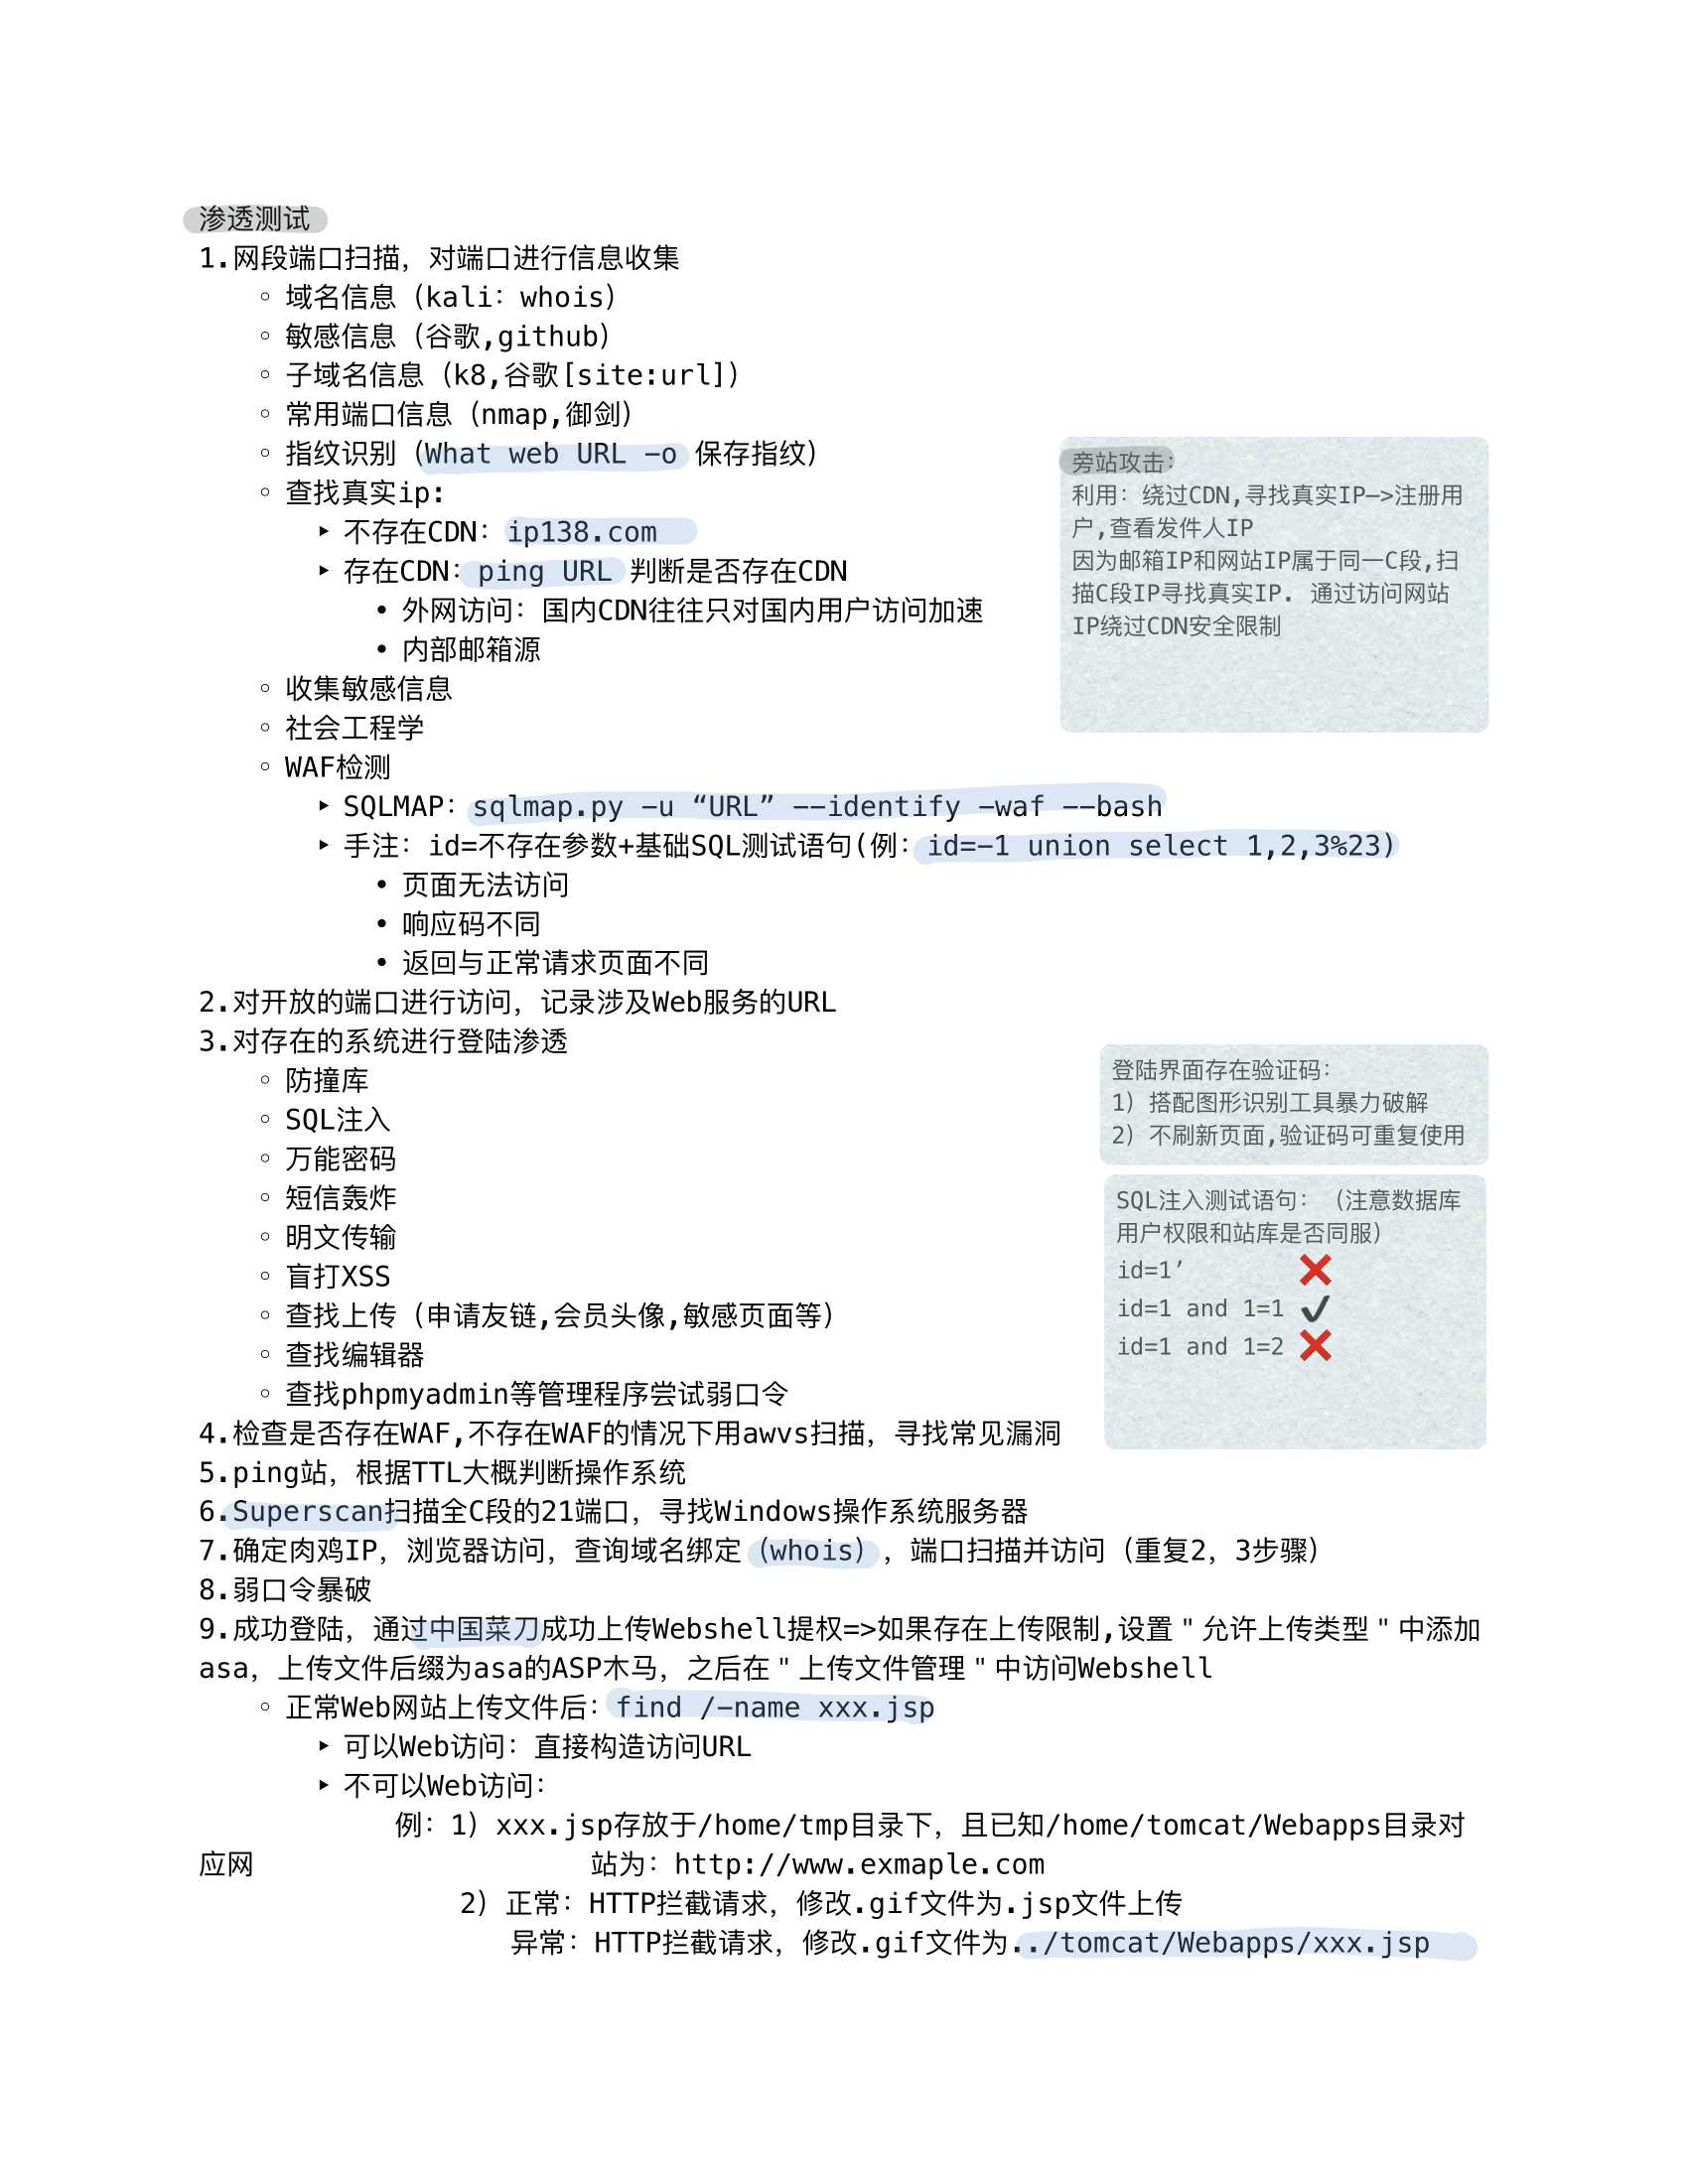 渗透测试
1.网段端口扫描，对端口进行信息收集
◦ 域名信息（kali：whois）
◦ 敏感信息（谷歌,github）
◦ 子域名信息（k8,谷歌[site:url]）
◦ 常用端口信息（nmap,御剑）
◦ 指纹识别（What web URL -o 保存指纹）
◦ 查找真实ip:
‣ 不存在CDN：ip138.com
‣ 存在CDN：ping URL 判断是否存在CDN
• 外网访问：国内CDN往往只对国内用户访问加速
• 内部邮箱源
◦ 收集敏感信息
◦ 社会工程学
◦ WAF检测
‣ SQLMAP：sqlmap.py -u “URL” --identify -waf --bash
‣ 手注：id=不存在参数+基础SQL测试语句(例：id=-1 union select 1,2,3%23)
• 页面无法访问
• 响应码不同
• 返回与正常请求页面不同
旁站攻击：
利用：绕过CDN,寻找真实IP—>注册用
户,查看发件人IP
因为邮箱IP和网站IP属于同一C段,扫
描C段IP寻找真实IP. 通过访问网站
IP绕过CDN安全限制
2.对开放的端口进行访问，记录涉及Web服务的URL
3.对存在的系统进行登陆渗透
◦ 防撞库
◦ SQL注入
◦ 万能密码
◦ 短信轰炸
◦ 明文传输
◦ 盲打XSS
◦ 查找上传（申请友链,会员头像,敏感页面等）
◦ 查找编辑器
◦ 查找phpmyadmin等管理程序尝试弱口令
登陆界面存在验证码：
1）搭配图形识别工具暴力破解
2）不刷新页面,验证码可重复使用
SQL注入测试语句：（注意数据库
用户权限和站库是否同服）
id=1’ ❌
id=1 and 1=1 ✔
id=1 and 1=2 ❌
4.检查是否存在WAF,不存在WAF的情况下用awvs扫描，寻找常见漏洞
5.ping站，根据TTL大概判断操作系统
6.Superscan扫描全C段的21端口，寻找Windows操作系统服务器
7.确定肉鸡IP，浏览器访问，查询域名绑定（whois），端口扫描并访问（重复2，3步骤）
8.弱口令暴破
9.成功登陆，通过中国菜刀成功上传Webshell提权=>如果存在上传限制,设置＂允许上传类型＂中添加
asa，上传文件后缀为asa的ASP木马，之后在＂上传文件管理＂中访问Webshell
◦ 正常Web网站上传文件后：find /-name xxx.jsp
‣ 可以Web访问：直接构造访问URL
‣ 不可以Web访问：
例：1）xxx.jsp存放于/home/tmp目录下，且已知/home/tomcat/Webapps目录对
应网 站为：http://www.exmaple.com
2）正常：HTTP拦截请求，修改.gif文件为.jsp文件上传
异常：HTTP拦截请求，修改.gif文件为../tomcat/Webapps/xxx.jsp